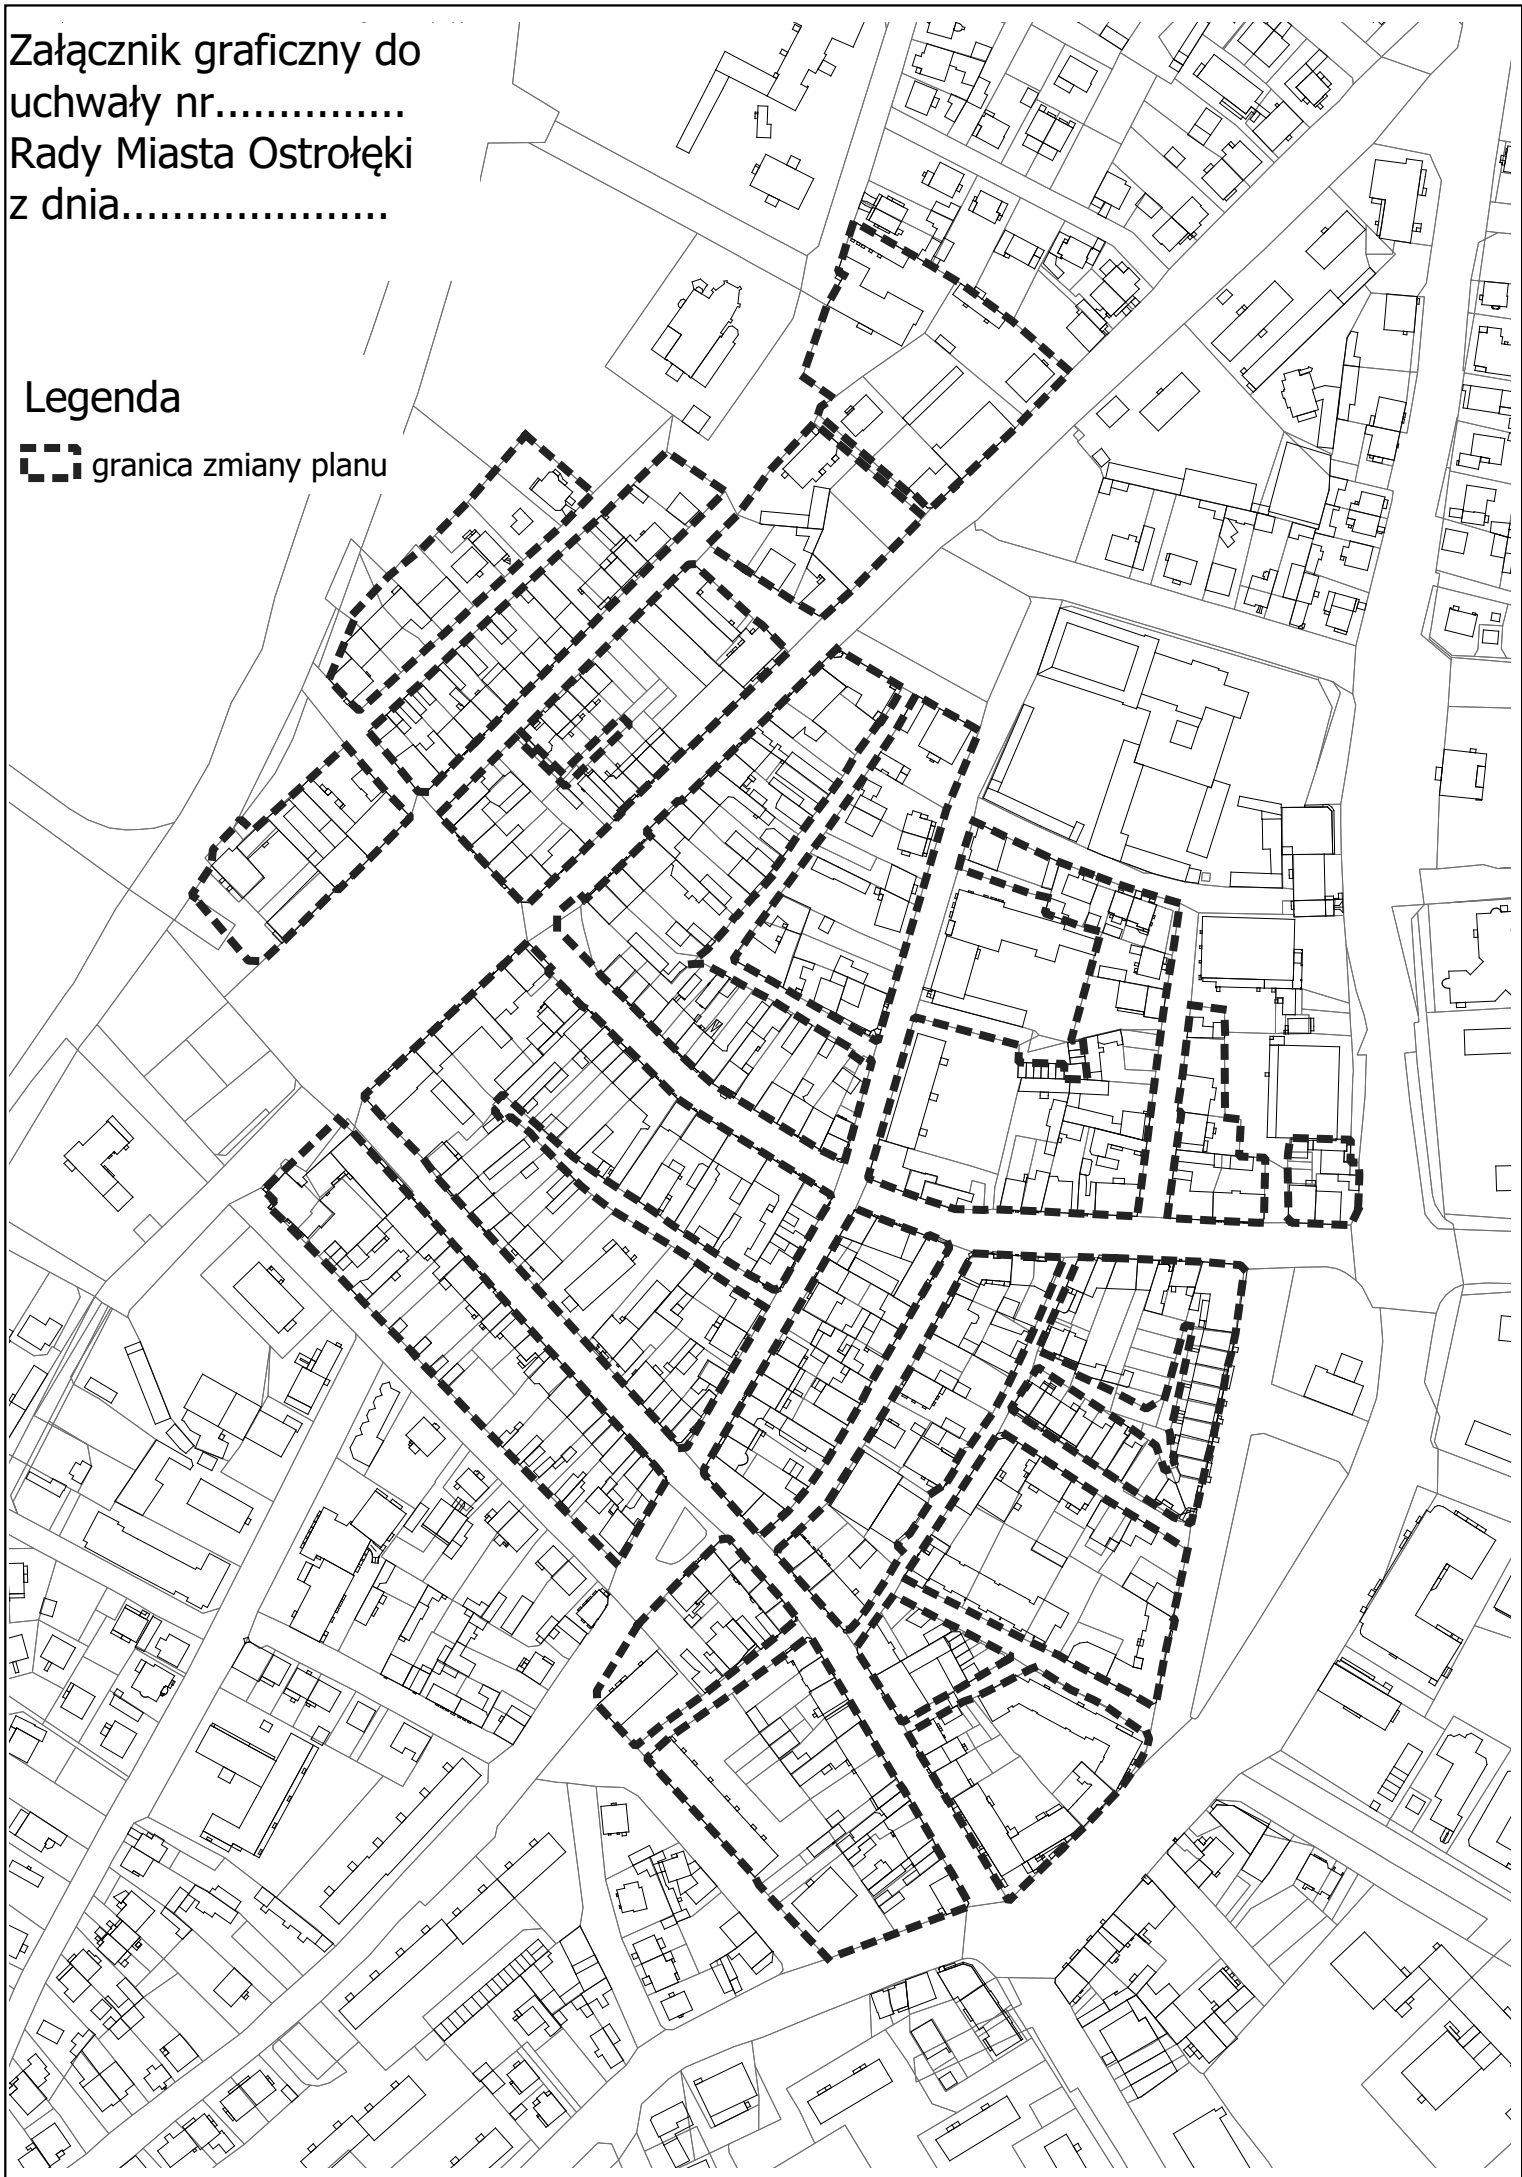 Załącznik graficzny do
uchwały nr...............
Rady Miasta Ostrołęki
z dnia.....................
Legenda
granica zmiany planu